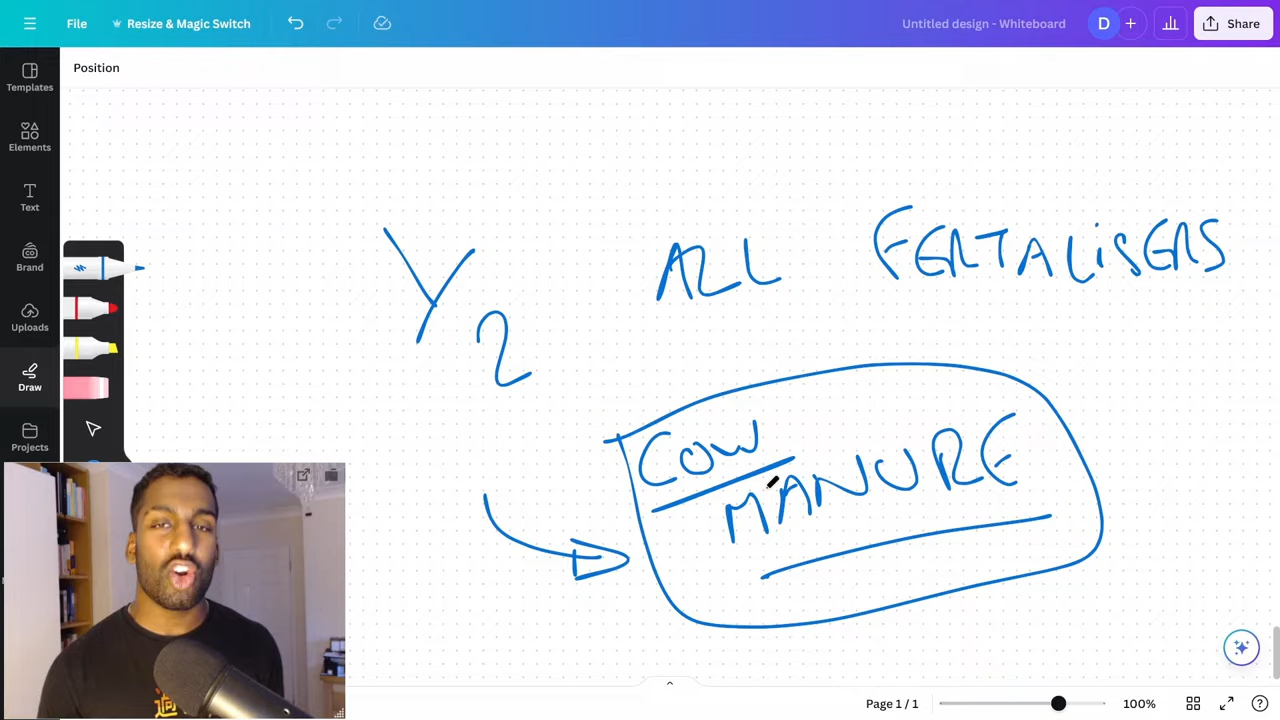 File
Resize & Magic Switch
Untitled design - Whiteboard
D
+
Share
Position
Templates
Elements
Text
Brand
Uploads
Draw
Projects
Y2
ALL FERTALISERS
COW
MANURE
Page 1 / 1
100%